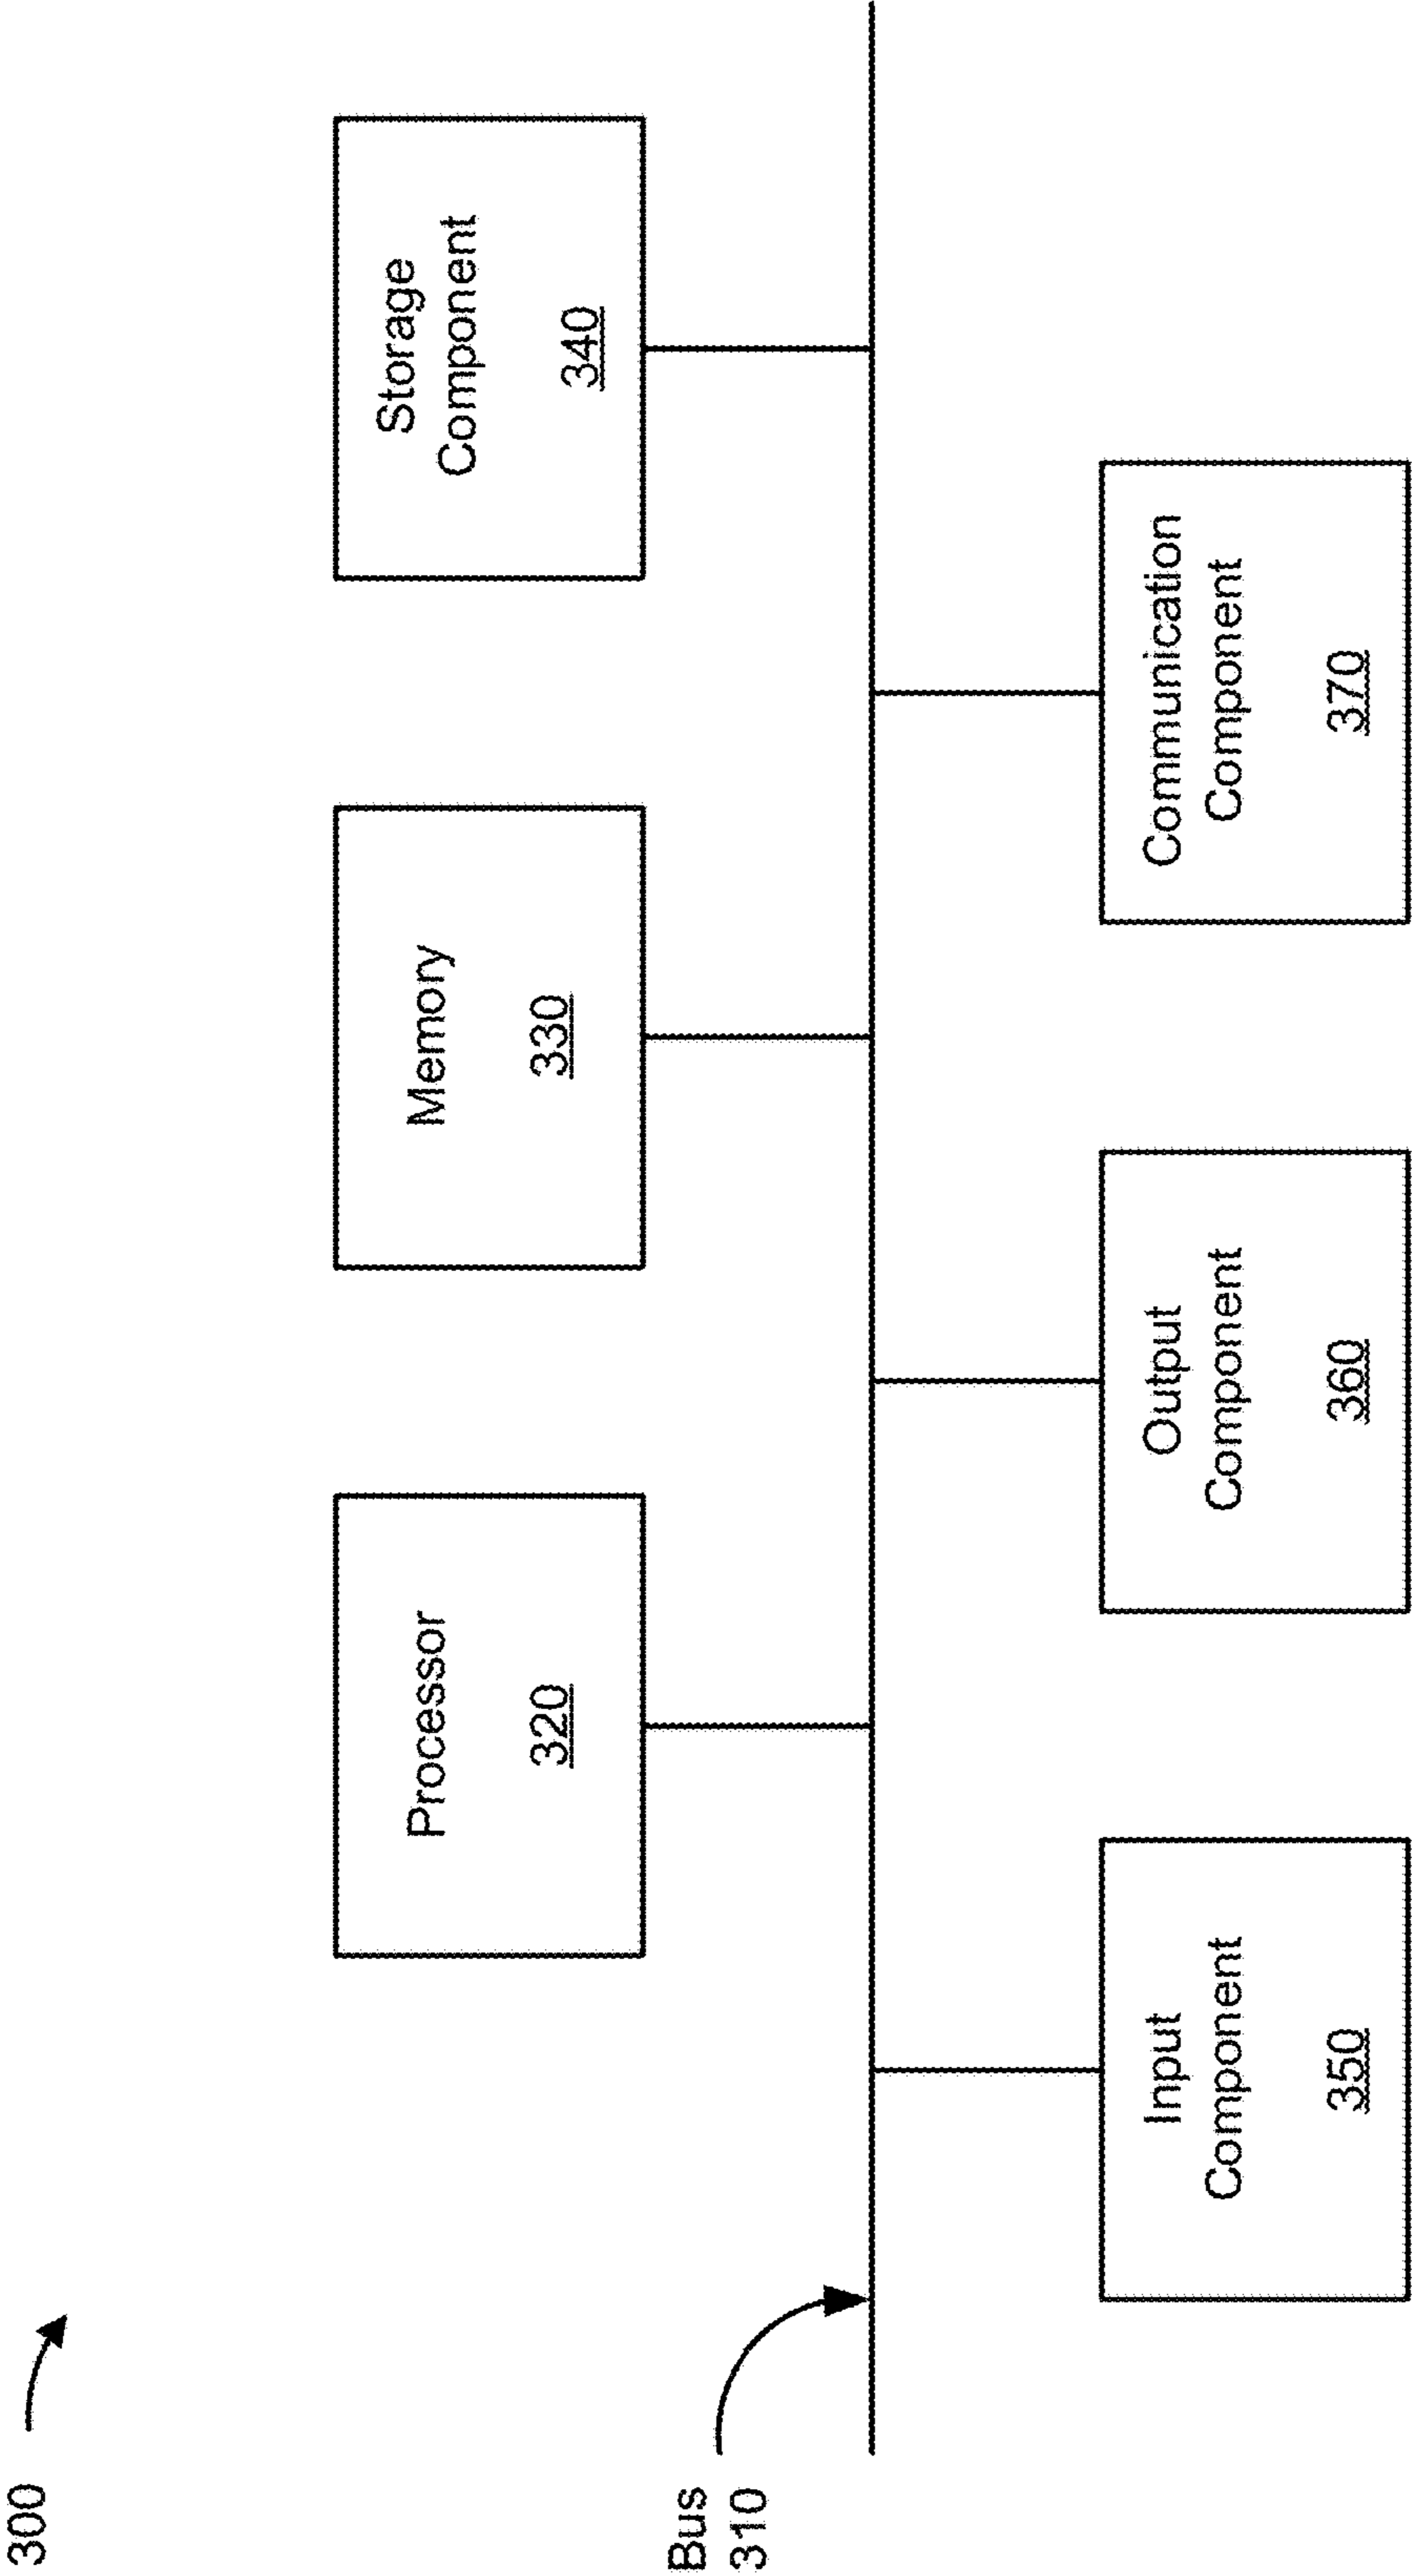 300
Processor
320
Memory
330
Storage
Component
340
Bus
310
Input
Component
350
Output
Component
360
Communication
Component
370